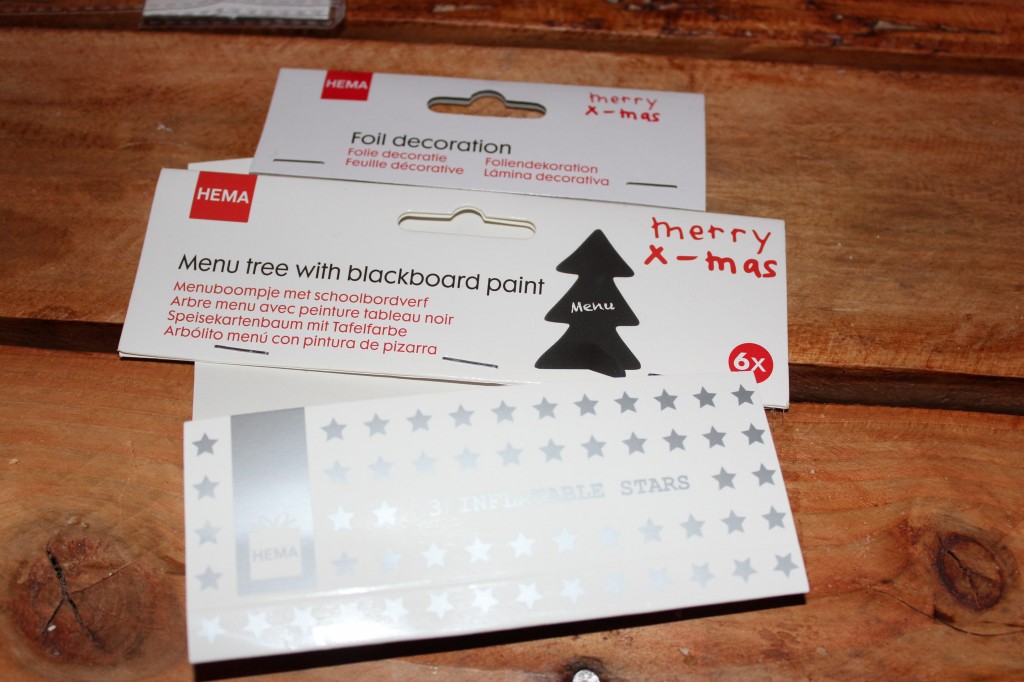 HEMA
merry
x-mas
Foil decoration
Folie decoratie
Feuille décorative
Foliendekoration
Lámina decorativa
HEMA
merry
x-mas
Menu tree with blackboard paint
Menuboompje met schoolbordverf
Arbre menu avec peinture tableau noir
Speisekartenbaum mit Tafelfarbe
Arbólito menú con pintura de pizarra
Menu
6x
3 INFLATABLE STARS
HEMA